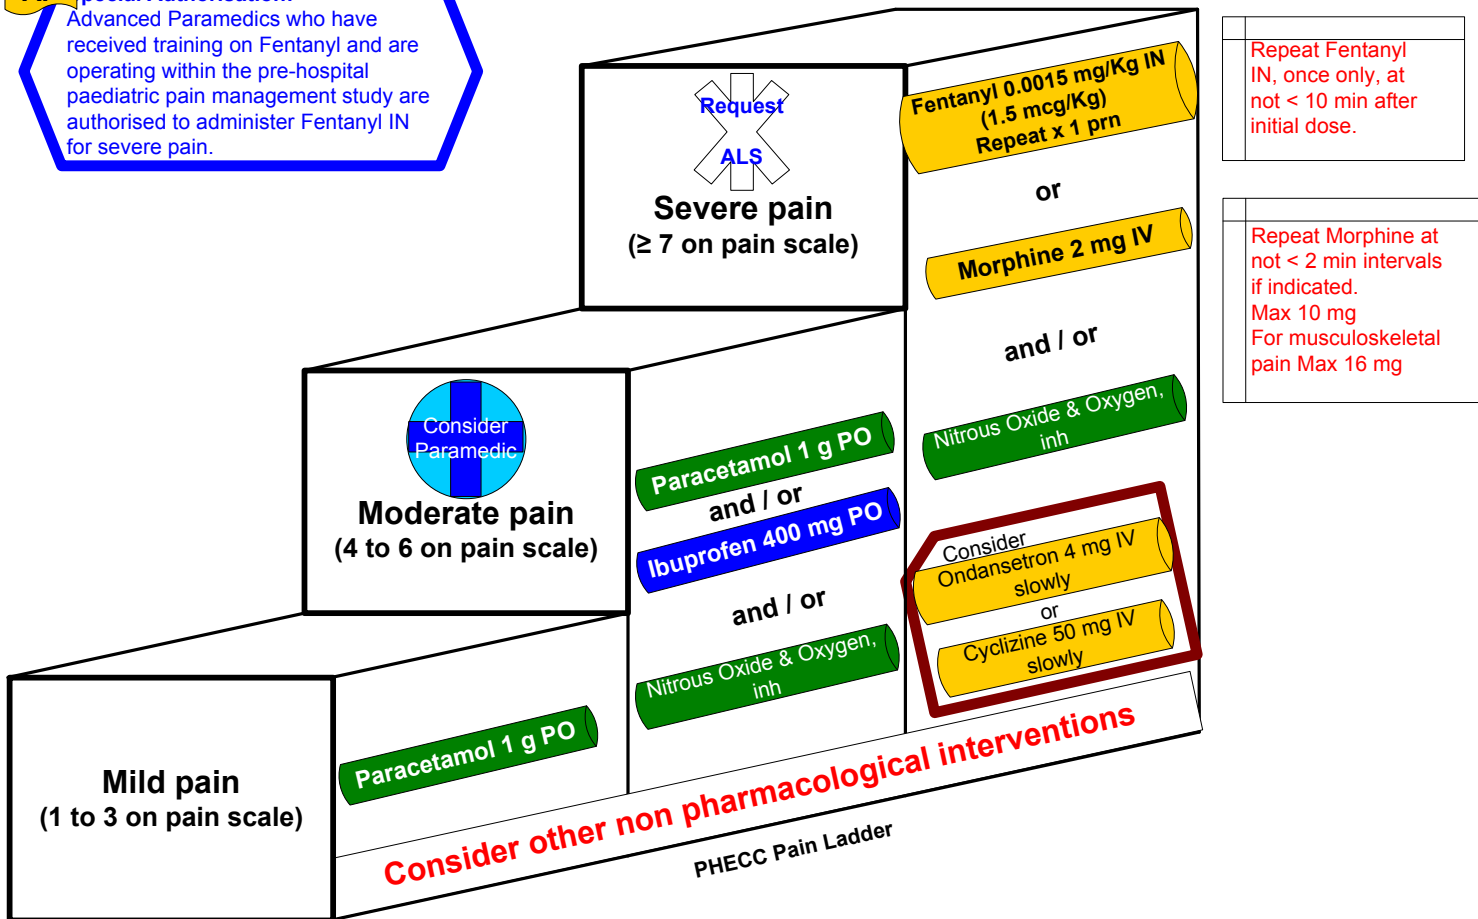 Advanced Paramedics who have
received training on Fentanyl and are
operating within the pre-hospital
paediatric pain management study are
authorised to administer Fentanyl IN
for severe pain.
Request
ALS
Severe pain
(≥ 7 on pain scale)
Fentanyl 0.0015 mg/Kg IN
(1.5 mcg/Kg)
Repeat x 1 prn
or
Morphine 2 mg IV
and / or
Nitrous Oxide & Oxygen,
inh
Consider
Ondansetron 4 mg IV
slowly
or
Cyclizine 50 mg IV
slowly
Repeat Fentanyl
IN, once only, at
not < 10 min after
initial dose.
Repeat Morphine at
not < 2 min intervals
if indicated.
Max 10 mg
For musculoskeletal
pain Max 16 mg
Consider
Paramedic
Moderate pain
(4 to 6 on pain scale)
Paracetamol 1 g PO
and / or
Ibuprofen 400 mg PO
and / or
Nitrous Oxide & Oxygen,
inh
Mild pain
(1 to 3 on pain scale)
Paracetamol 1 g PO
Consider other non pharmacological interventions
PHECC Pain Ladder